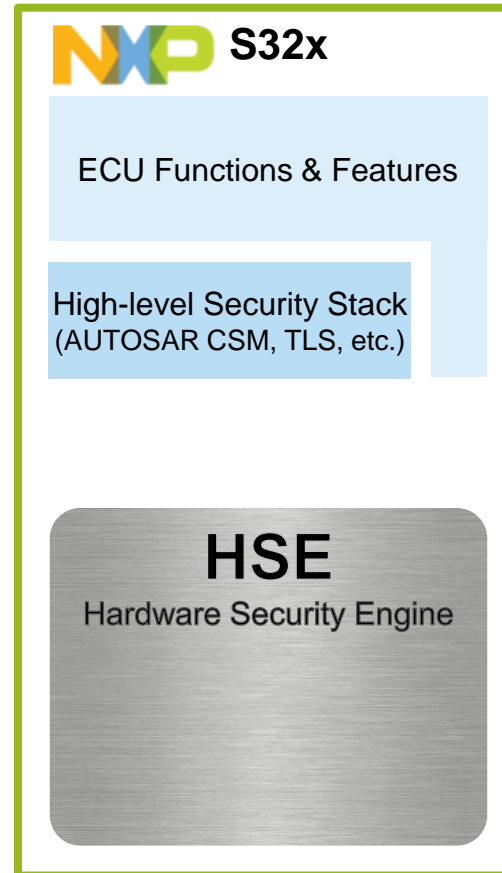 NXP S32x
ECU Functions & Features
High-level Security Stack
(AUTOSAR CSM, TLS, etc.)
HSE
Hardware Security Engine